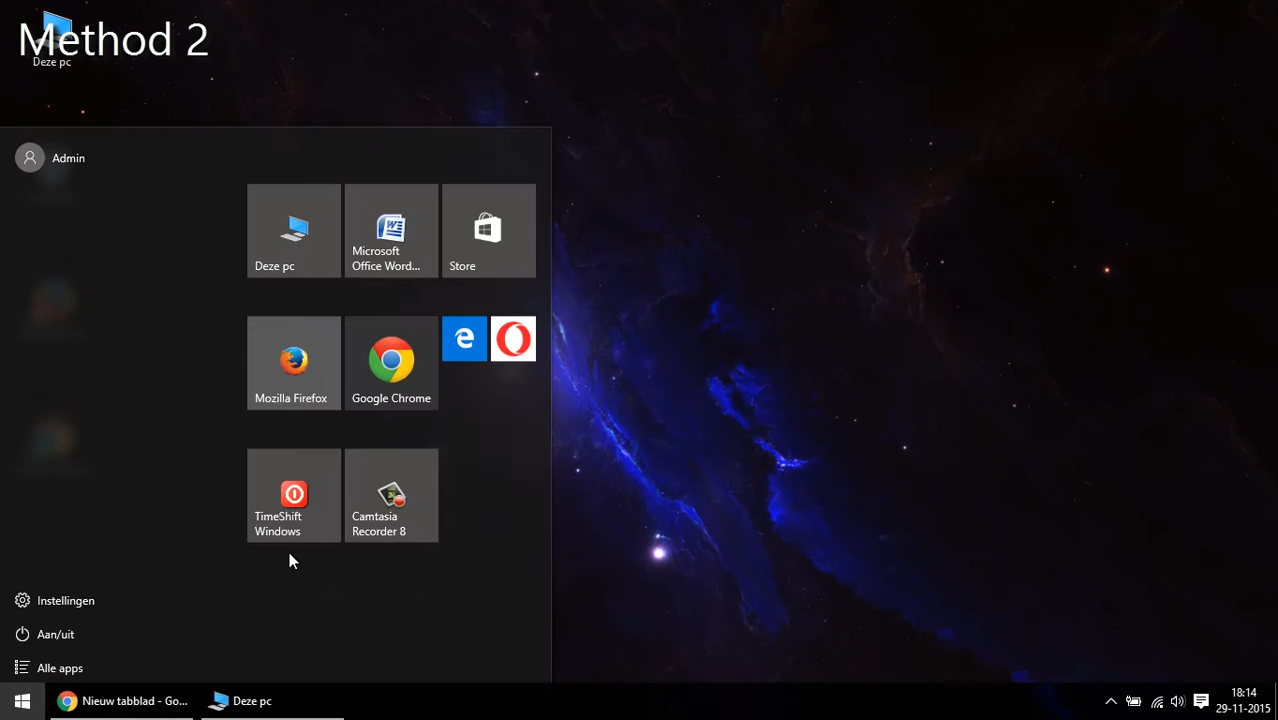 Method 2
Deze pc
Admin
Deze pc
Microsoft
Office Word...
Store
Mozilla Firefox
Google Chrome
TimeShift
Windows
Camtasia
Recorder 8
Instellingen
Aan/uit
Alle apps
Nieuw tabblad - Go...
Deze pc
18:14
29-11-2015